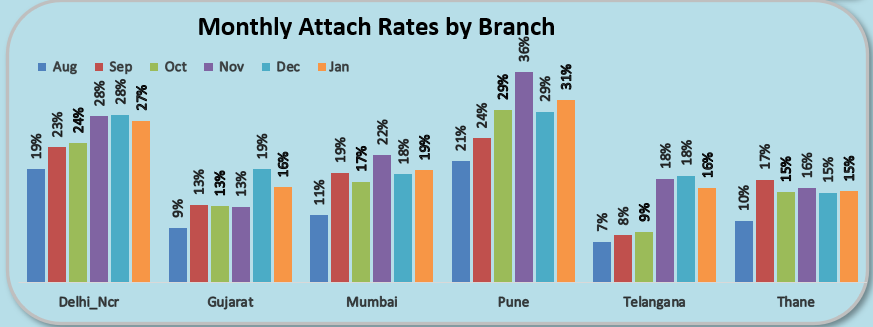 Monthly Attach Rates by Branch
Aug Sep Oct Nov Dec Jan
19% 23% 24% 28% 28% 27%
9% 13% 13% 13% 19% 16%
11% 19% 17% 22% 18% 19%
21% 24% 29% 36% 29% 31%
7% 8% 9% 18% 18% 16%
10% 17% 15% 16% 15% 15%
Delhi_Ncr Gujarat Mumbai Pune Telangana Thane